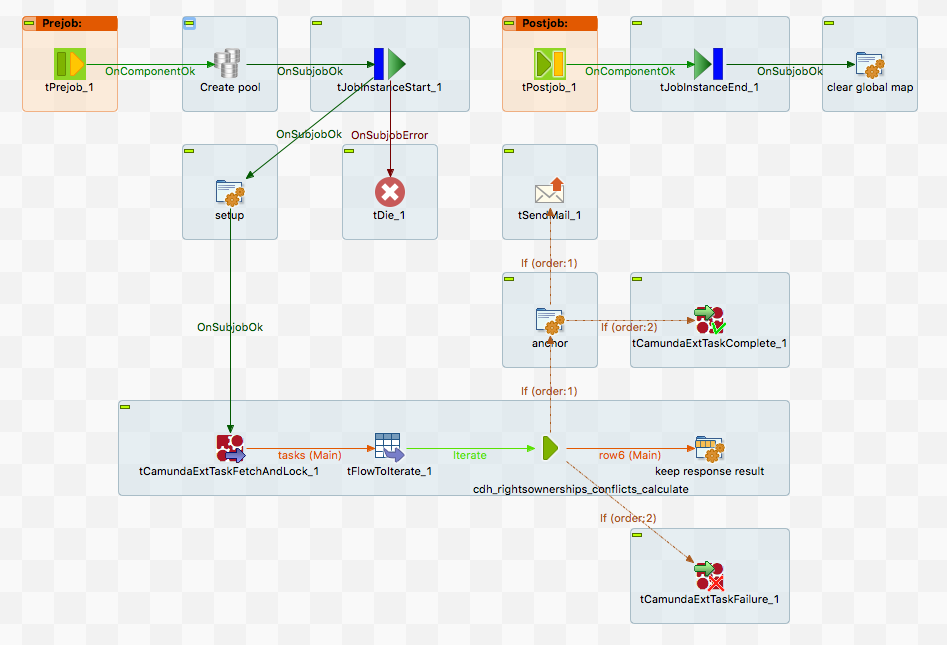 Prejob:
Postjob:
OnComponentOk
OnSubjobOk
OnComponentOk
OnSubjobOk
tPrejob_1
Create pool
tJobInstanceStart_1
tPostjob_1
tJobInstanceEnd_1
clear global map
OnSubjobOk
OnSubjobError
setup
tDie_1
tSendMail_1
If (order:1)
OnSubjobOk
If (order:2)
anchor
tCamundaExtTaskComplete_1
If (order:1)
tasks (Main)
Iterate
row6 (Main)
tCamundaExtTaskFetchAndLock_1
tFlowToIterate_1
keep response result
cdh_rightsownerships_conflicts_calculate
If (order:2)
tCamundaExtTaskFailure_1